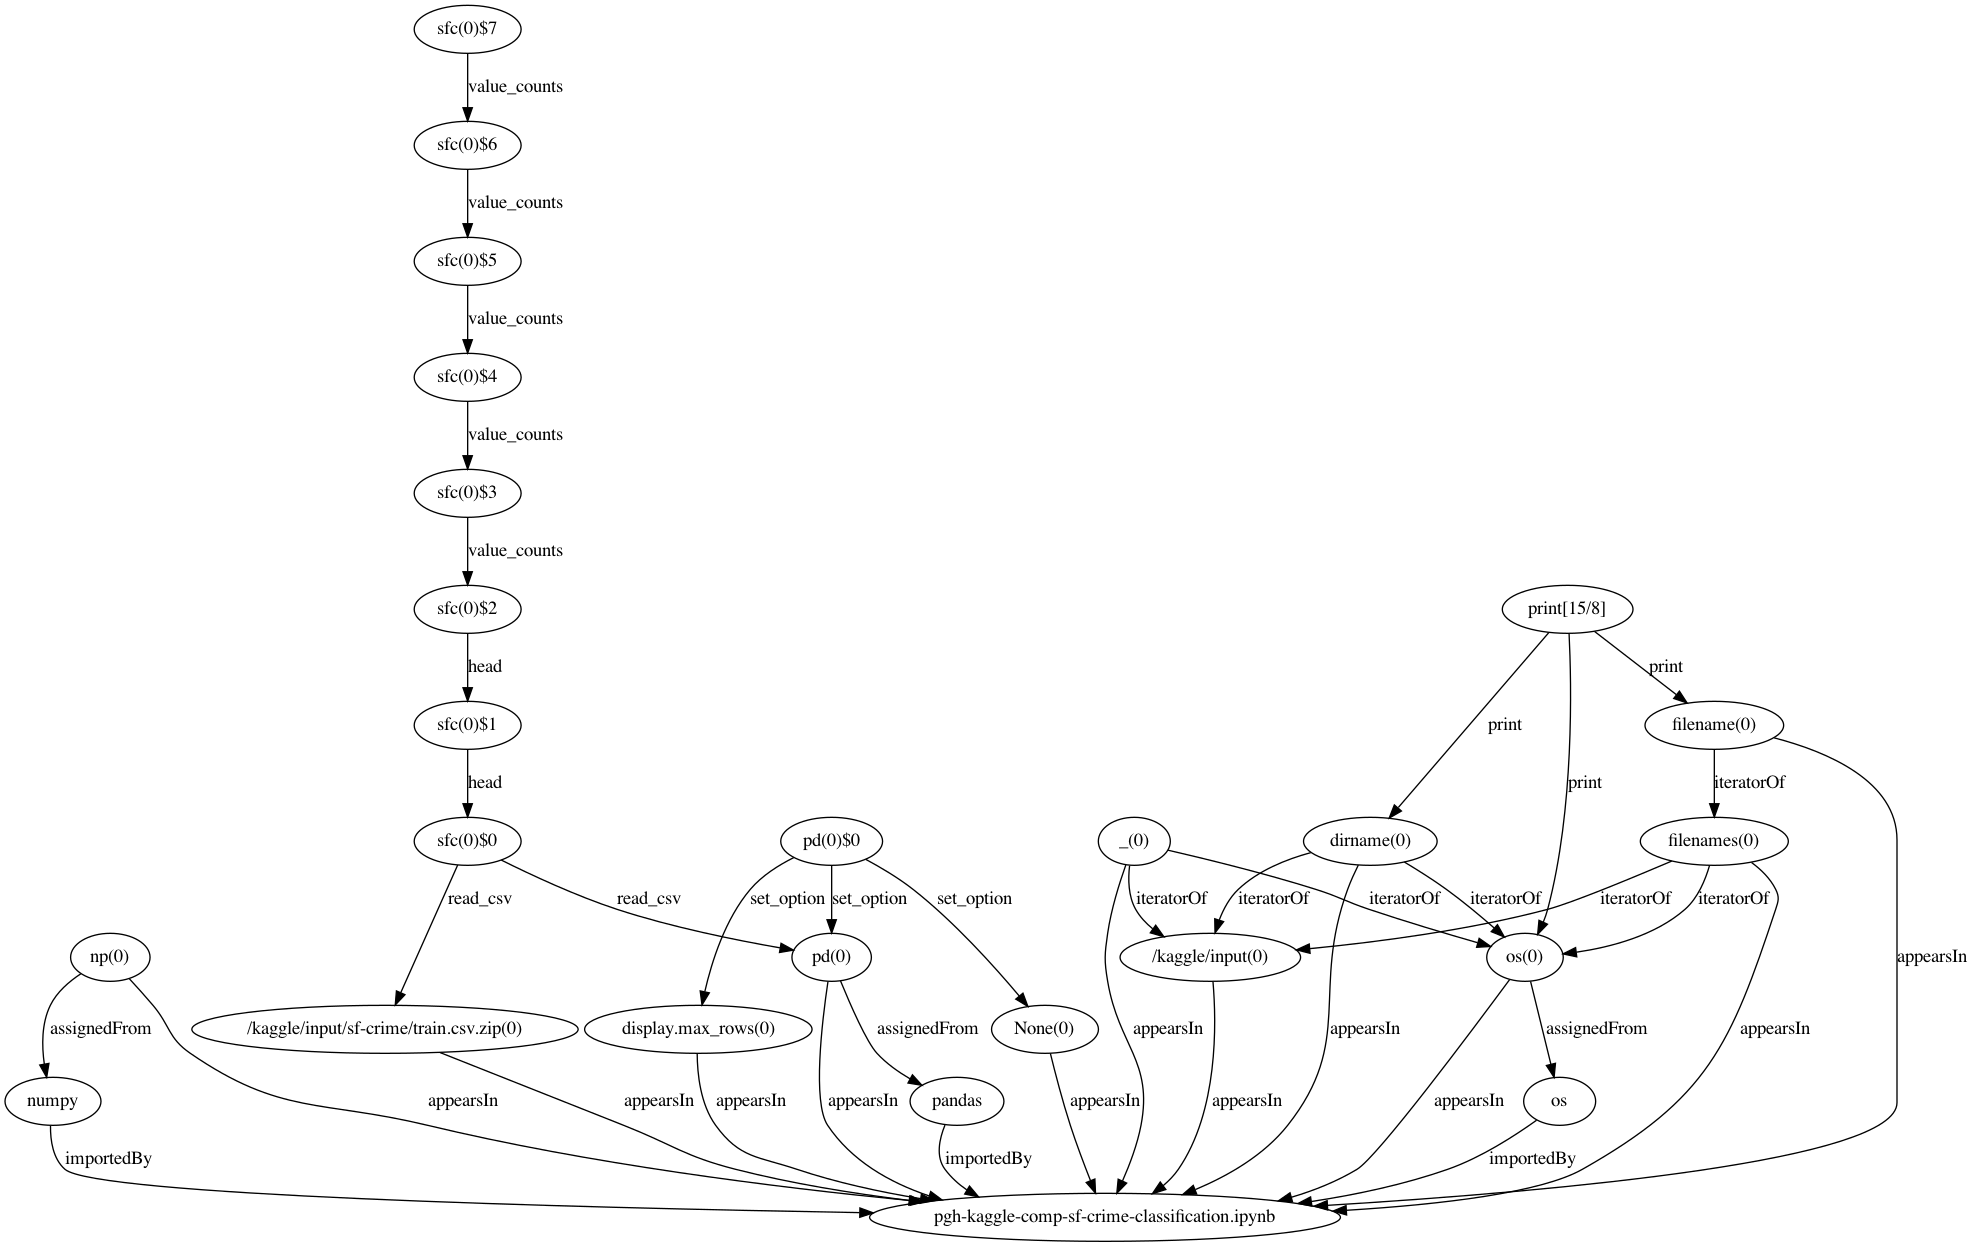 sfc(0)$7
value_counts
sfc(0)$6
value_counts
sfc(0)$5
value_counts
sfc(0)$4
value_counts
sfc(0)$3
value_counts
sfc(0)$2
print[15/8]
head
print
sfc(0)$1
print
filename(0)
head
print
iteratorOf
sfc(0)$0
pd(0)$0
_(0)
dirname(0)
filenames(0)
read_csv
read_csv
set_option
set_option
set_option
iteratorOf
iteratorOf
iteratorOf
iteratorOf
iteratorOf
iteratorOf
np(0)
pd(0)
/kaggle/input(0)
os(0)
appearsIn
assignedFrom
/kaggle/input/sf-crime/train.csv.zip(0)
display.max_rows(0)
assignedFrom
None(0)
appearsIn
appearsIn
assignedFrom
appearsIn
numpy
appearsIn
appearsIn
appearsIn
appearsIn
pandas
appearsIn
appearsIn
appearsIn
os
importedBy
importedBy
importedBy
pgh-kaggle-comp-sf-crime-classification.ipynb